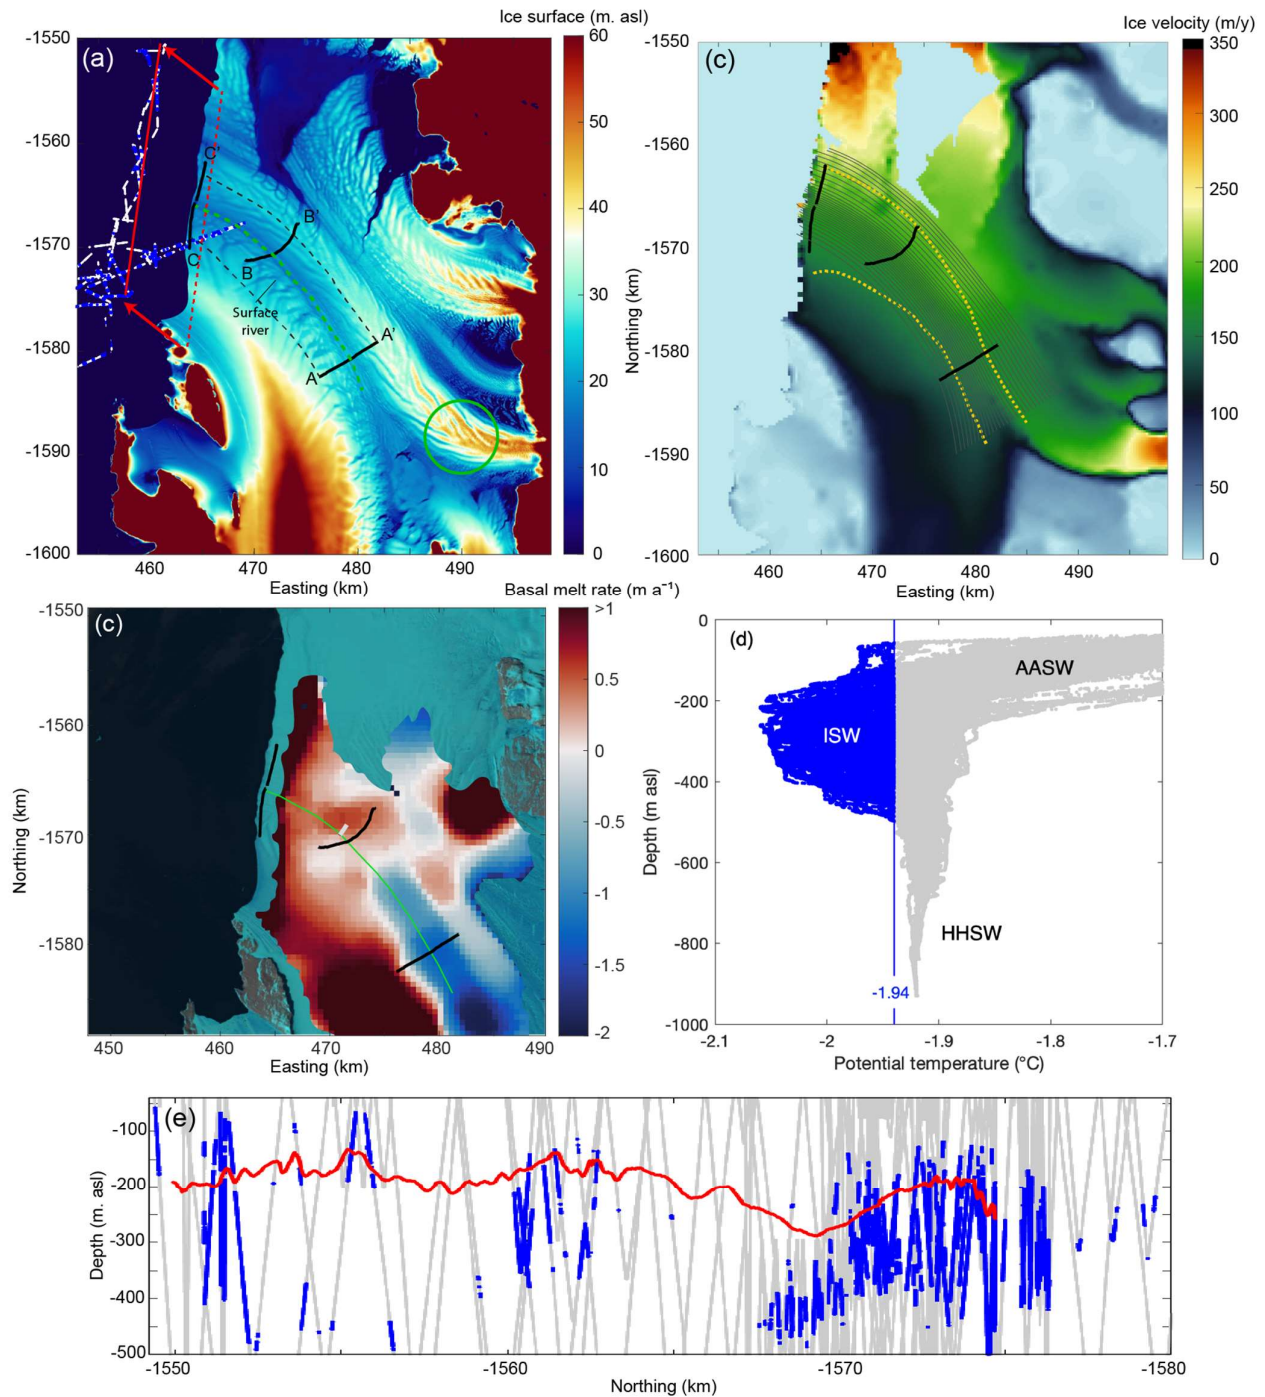 Ice surface (m. asl)
(a)
-1550
-1560
-1570
-1580
-1590
-1600
Northing (km)
C'
B'
B
C
Surface
river
A'
A
460
470
480
490
Easting (km)
60
50
40
30
20
10
0
Ice velocity (m/y)
(c)
-1550
-1560
-1570
-1580
-1590
-1600
Northing (km)
460
470
480
490
Easting (km)
350
300
250
200
150
100
50
0
Basal melt rate (m a⁻¹)
(c)
-1550
-1560
-1570
-1580
Northing (km)
450
460
470
480
490
Easting (km)
>1
0.5
0
-0.5
-1
-1.5
-2
(d)
0
-200
-400
-600
-800
-1000
Depth (m asl)
AASW
ISW
HHSW
-1.94
-2.1
-2
-1.9
-1.8
-1.7
Potential temperature (°C)
(e)
-100
-200
-300
-400
-500
Depth (m. asl)
-1550
-1560
-1570
-1580
Northing (km)